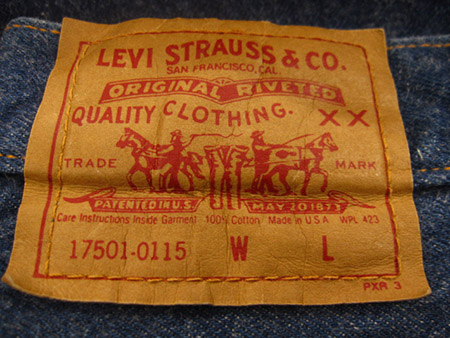 LEVI STRAUSS & CO.
SAN FRANCISCO, CAL.
ORIGINAL RIVETED
QUALITY CLOTHING. XX
TRADE MARK
PATENTED IN U.S. MAY 20 1873
Care Instructions Inside Garment 100% Cotton Made in U S A WPL 423
17501-0115 W L
PXR 3